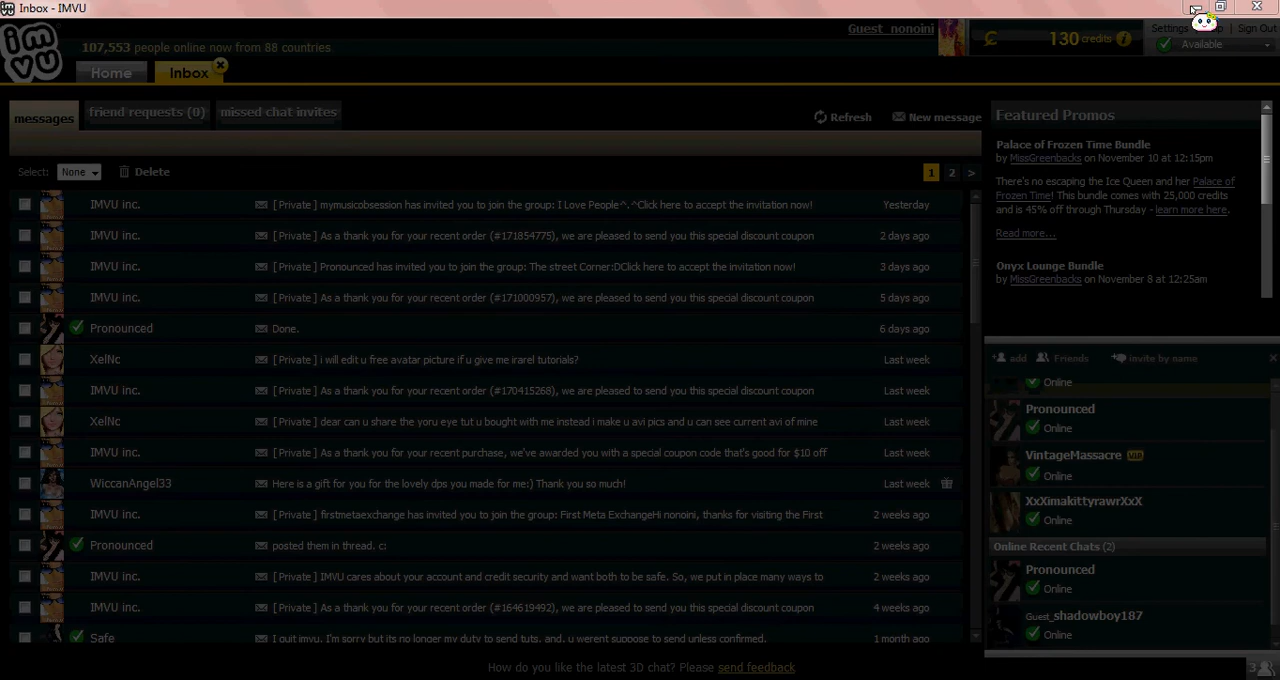 Inbox - IMVU
imvu
107,553 people online now from 88 countries
Guest_nonoini
130 credits
Settings
Sign Out
Available
Home
Inbox
messages
friend requests (0)
missed chat invites
Refresh
New message
Select: None
Delete
1 2 >
IMVU inc. [Private] mymusicobsession has invited you to join the group: I Love People^.^Click here to accept the invitation now! Yesterday
IMVU inc. [Private] As a thank you for your recent order (#171854775), we are pleased to send you this special discount coupon 2 days ago
IMVU inc. [Private] Pronounced has invited you to join the group: The street Corner:DClick here to accept the invitation now! 3 days ago
IMVU inc. [Private] As a thank you for your recent order (#171000957), we are pleased to send you this special discount coupon 5 days ago
Pronounced Done. 6 days ago
XelNc [Private] i will edit u free avatar picture if u give me irarel tutorials? Last week
IMVU inc. [Private] As a thank you for your recent order (#170415268), we are pleased to send you this special discount coupon Last week
XelNc [Private] dear can u share the yoru eye tut u bought with me instead i make u avi pics and u can see current avi of mine Last week
IMVU inc. [Private] As a thank you for your recent purchase, we've awarded you with a special coupon code that's good for $10 off Last week
WiccanAngel33 Here is a gift for you for the lovely dps you made for me:) Thank you so much! Last week
IMVU inc. [Private] firstmetaexchange has invited you to join the group: First Meta ExchangeHi nonoini, thanks for visiting the First 2 weeks ago
Pronounced posted them in thread. c: 2 weeks ago
IMVU inc. [Private] IMVU cares about your account and credit security and want both to be safe. So, we put in place many ways to 2 weeks ago
IMVU inc. [Private] As a thank you for your recent order (#164619492), we are pleased to send you this special discount coupon 4 weeks ago
Safe I quit imvu. I'm sorry but its no longer my duty to send tuts. and. u werent suppose to send unless confirmed. 1 month ago
Featured Promos
Palace of Frozen Time Bundle
by MissGreenbacks on November 10 at 12:15pm
There's no escaping the Ice Queen and her Palace of
Frozen Time! This bundle comes with 25,000 credits
and is 45% off through Thursday - learn more here.
Read more...
Onyx Lounge Bundle
by MissGreenbacks on November 8 at 12:25am
add Friends invite by name
Online
Pronounced
Online
VintageMassacre VIP
Online
XxXimakittyrawrXxX
Online
Online Recent Chats (2)
Pronounced
Online
Guest_shadowboy187
Online
How do you like the latest 3D chat? Please send feedback
3